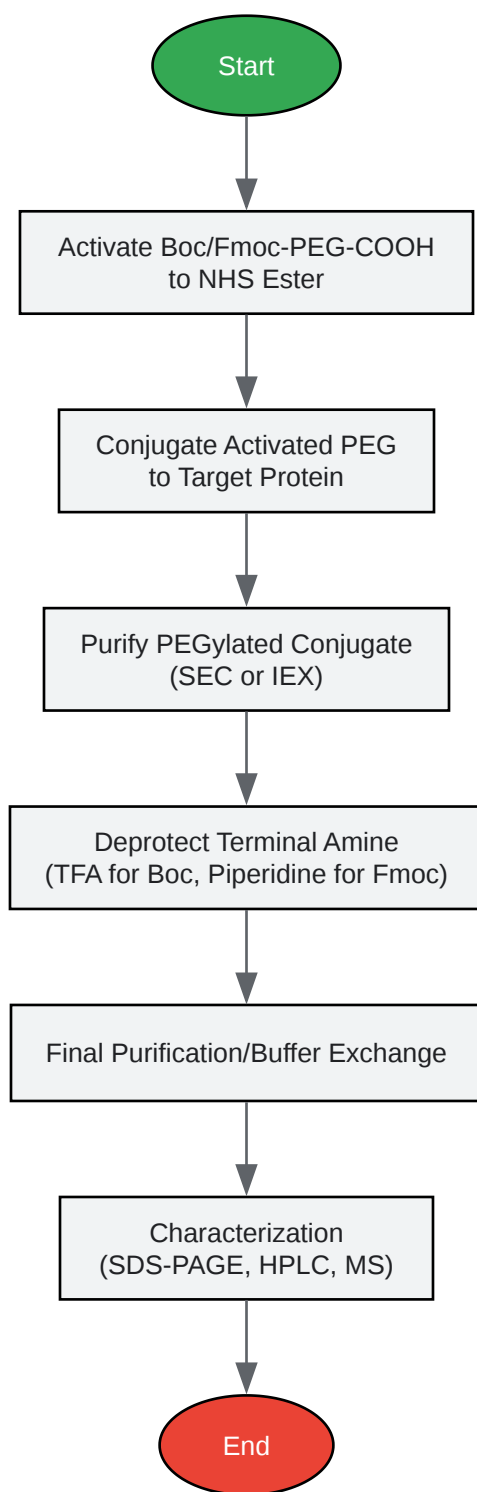 Start
Activate Boc/Fmoc-PEG-COOH
to NHS Ester
Conjugate Activated PEG
to Target Protein
Purify PEGylated Conjugate
(SEC or IEX)
Deprotect Terminal Amine
(TFA for Boc, Piperidine for Fmoc)
Final Purification/Buffer Exchange
Characterization
(SDS-PAGE, HPLC, MS)
End